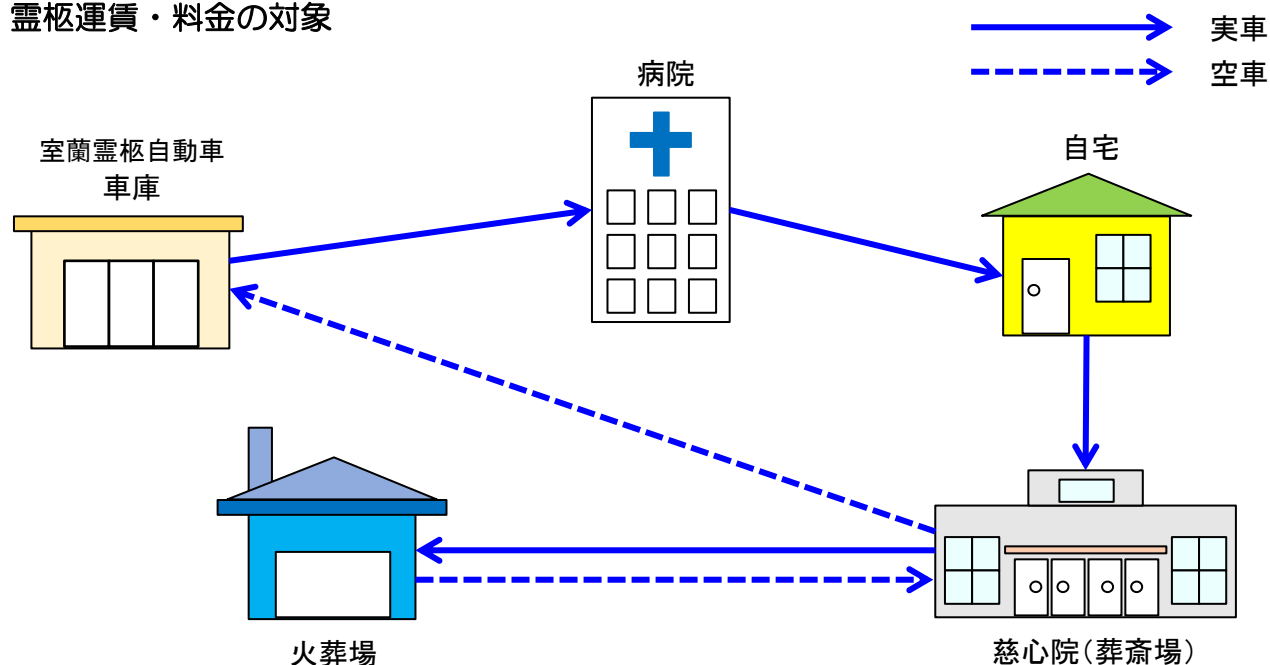 霊柩運賃・料金の対象
実車
空車
病院
室蘭霊柩自動車
車庫
自宅
火葬場
慈心院(葬斎場)